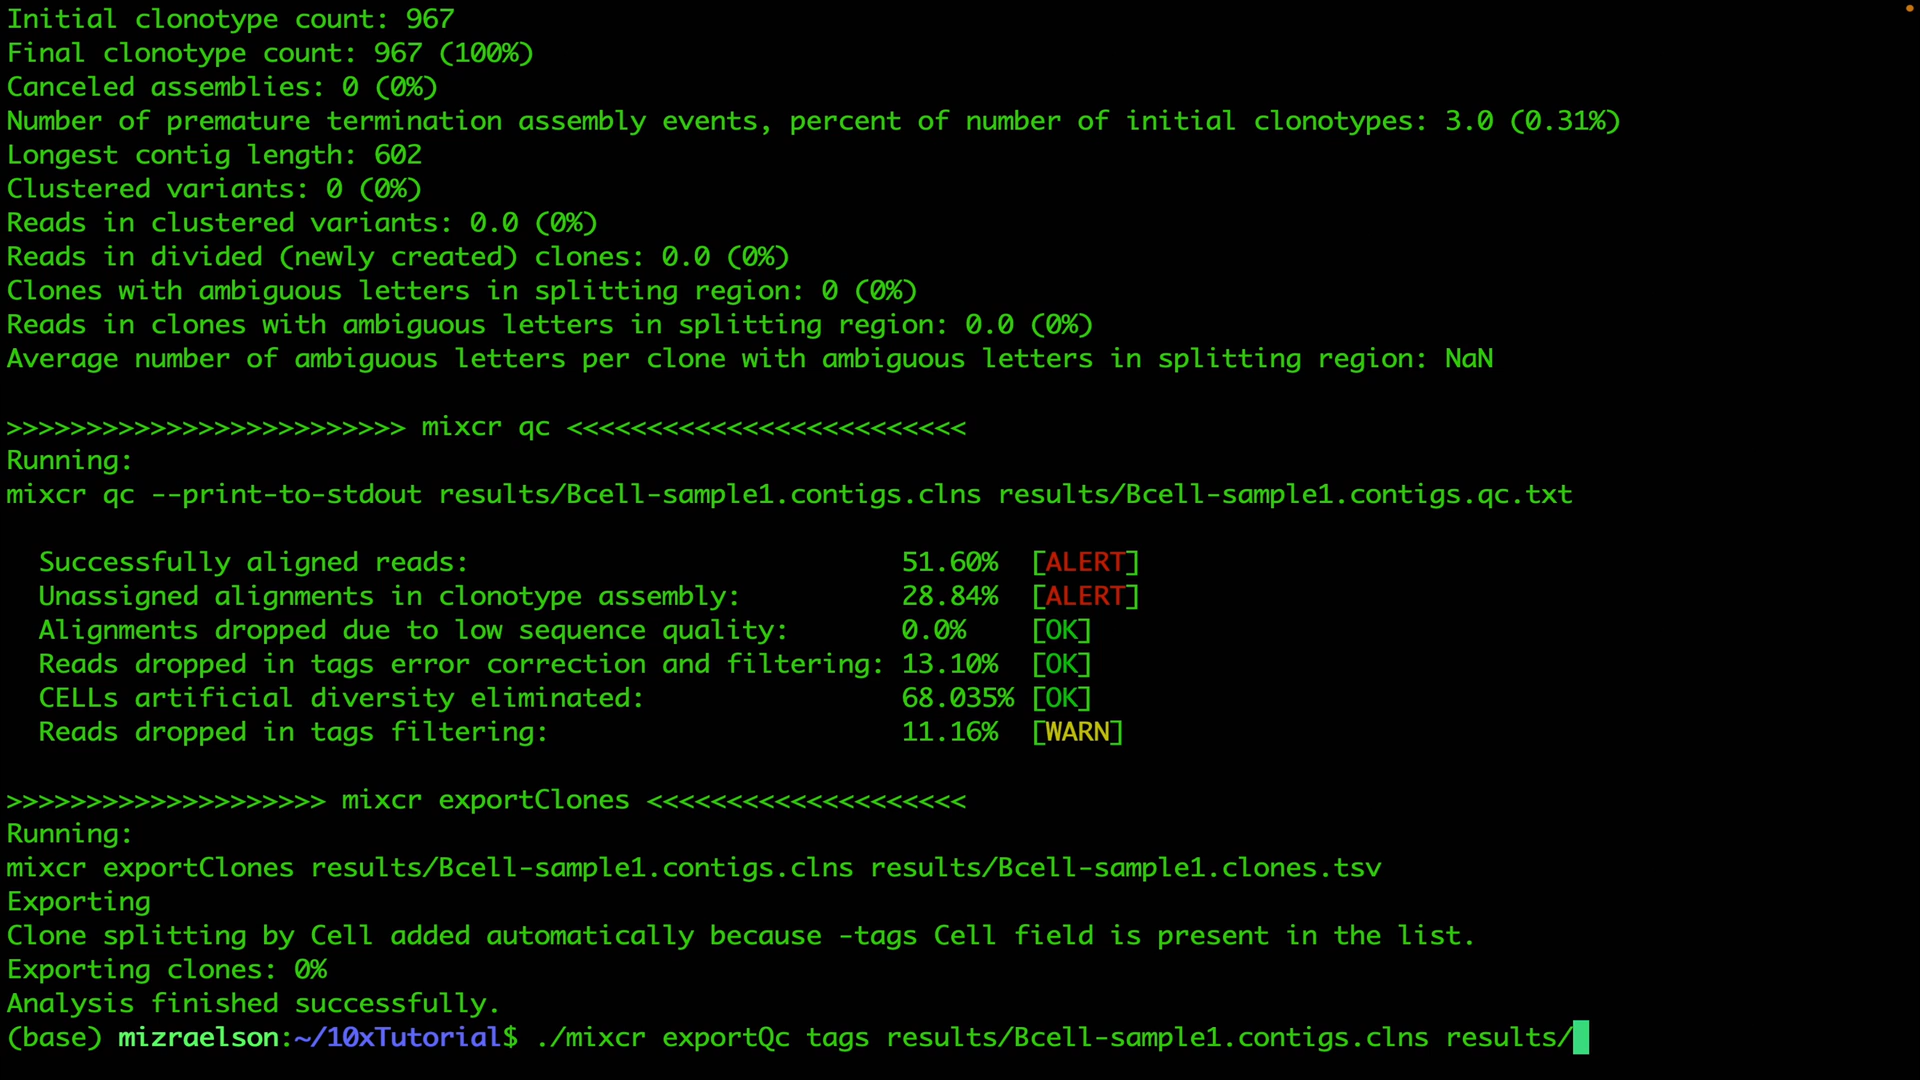 Initial clonotype count: 967
Final clonotype count: 967 (100%)
Canceled assemblies: 0 (0%)
Number of premature termination assembly events, percent of number of initial clonotypes: 3.0 (0.31%)
Longest contig length: 602
Clustered variants: 0 (0%)
Reads in clustered variants: 0.0 (0%)
Reads in divided (newly created) clones: 0.0 (0%)
Clones with ambiguous letters in splitting region: 0 (0%)
Reads in clones with ambiguous letters in splitting region: 0.0 (0%)
Average number of ambiguous letters per clone with ambiguous letters in splitting region: NaN
>>>>>>>>>>>>>>>>>>>>>>>>> mixcr qc <<<<<<<<<<<<<<<<<<<<<<<<<
Running:
mixcr qc --print-to-stdout results/Bcell-sample1.contigs.clns results/Bcell-sample1.contigs.qc.txt
Successfully aligned reads: 51.60% [ALERT]
Unassigned alignments in clonotype assembly: 28.84% [ALERT]
Alignments dropped due to low sequence quality: 0.0% [OK]
Reads dropped in tags error correction and filtering: 13.10% [OK]
CELLs artificial diversity eliminated: 68.035% [OK]
Reads dropped in tags filtering: 11.16% [WARN]
>>>>>>>>>>>>>>>>>>>> mixcr exportClones <<<<<<<<<<<<<<<<<<<<
Running:
mixcr exportClones results/Bcell-sample1.contigs.clns results/Bcell-sample1.clones.tsv
Exporting
Clone splitting by Cell added automatically because -tags Cell field is present in the list.
Exporting clones: 0%
Analysis finished successfully.
(base) mizraelson:~/10xTutorial$ ./mixcr exportQc tags results/Bcell-sample1.contigs.clns results/